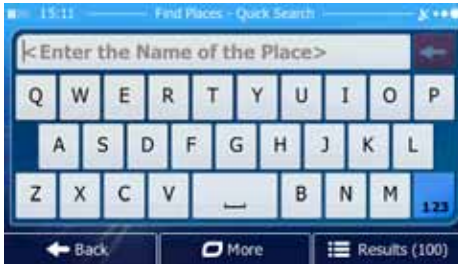 15:11 Find Places - Quick Search
<Enter the Name of the Place>
Q W E R T Y U I O P
A S D F G H J K L
Z X C V B N M 123
Back More Results (100)